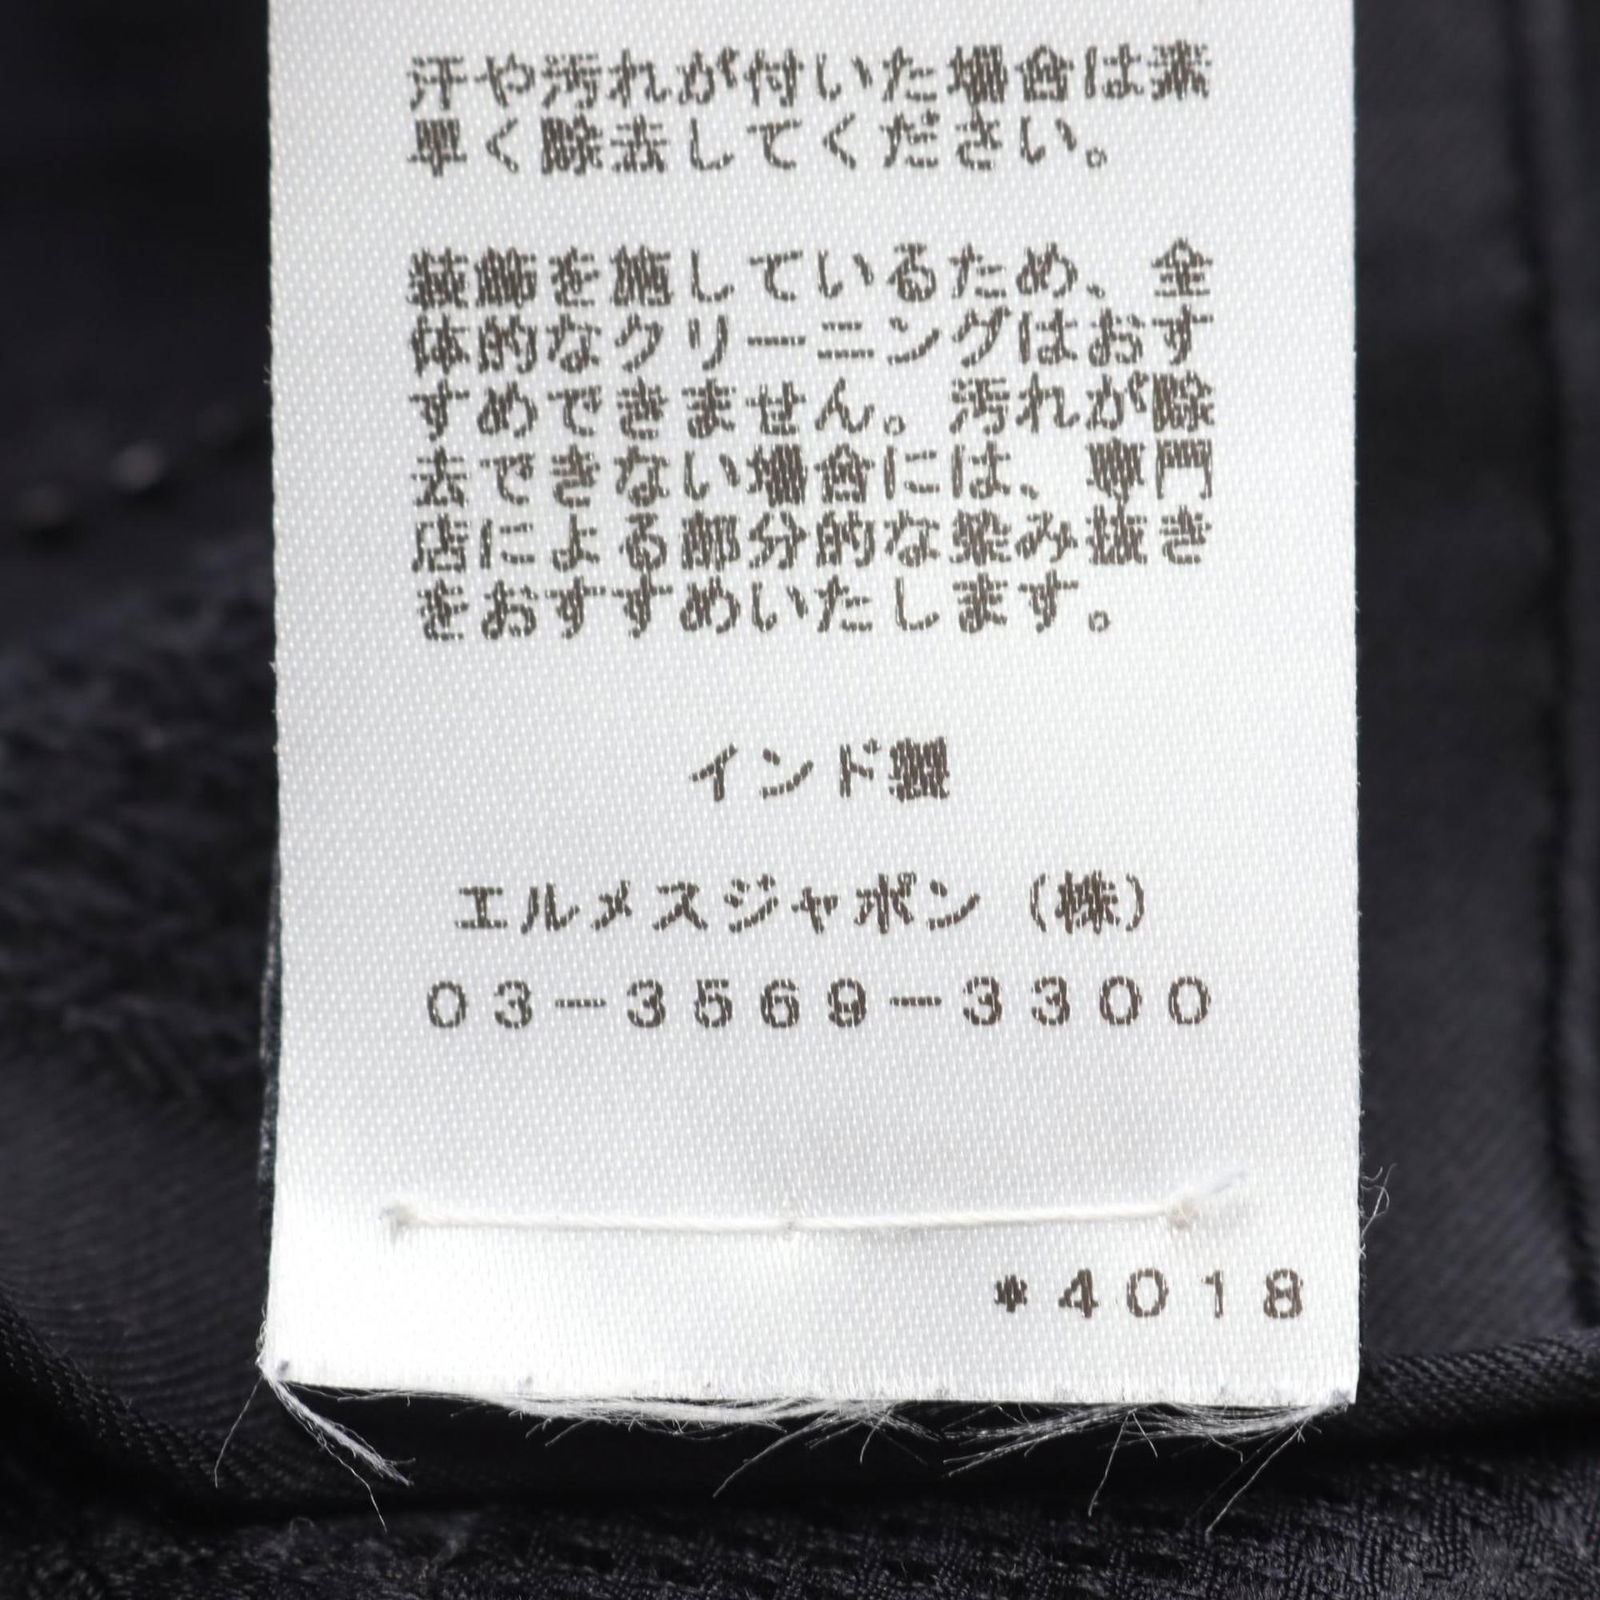 汗や汚れが付いた場合は素
早く除去してください。
装飾を施しているため、全
体的なクリーニングはおす
すめできません。汚れが除
去できない場合には、専門
店による部分的な染み抜き
をおすすめいたします。
インド製
エルメスジャポン（株）
03-3569-3300
*4018